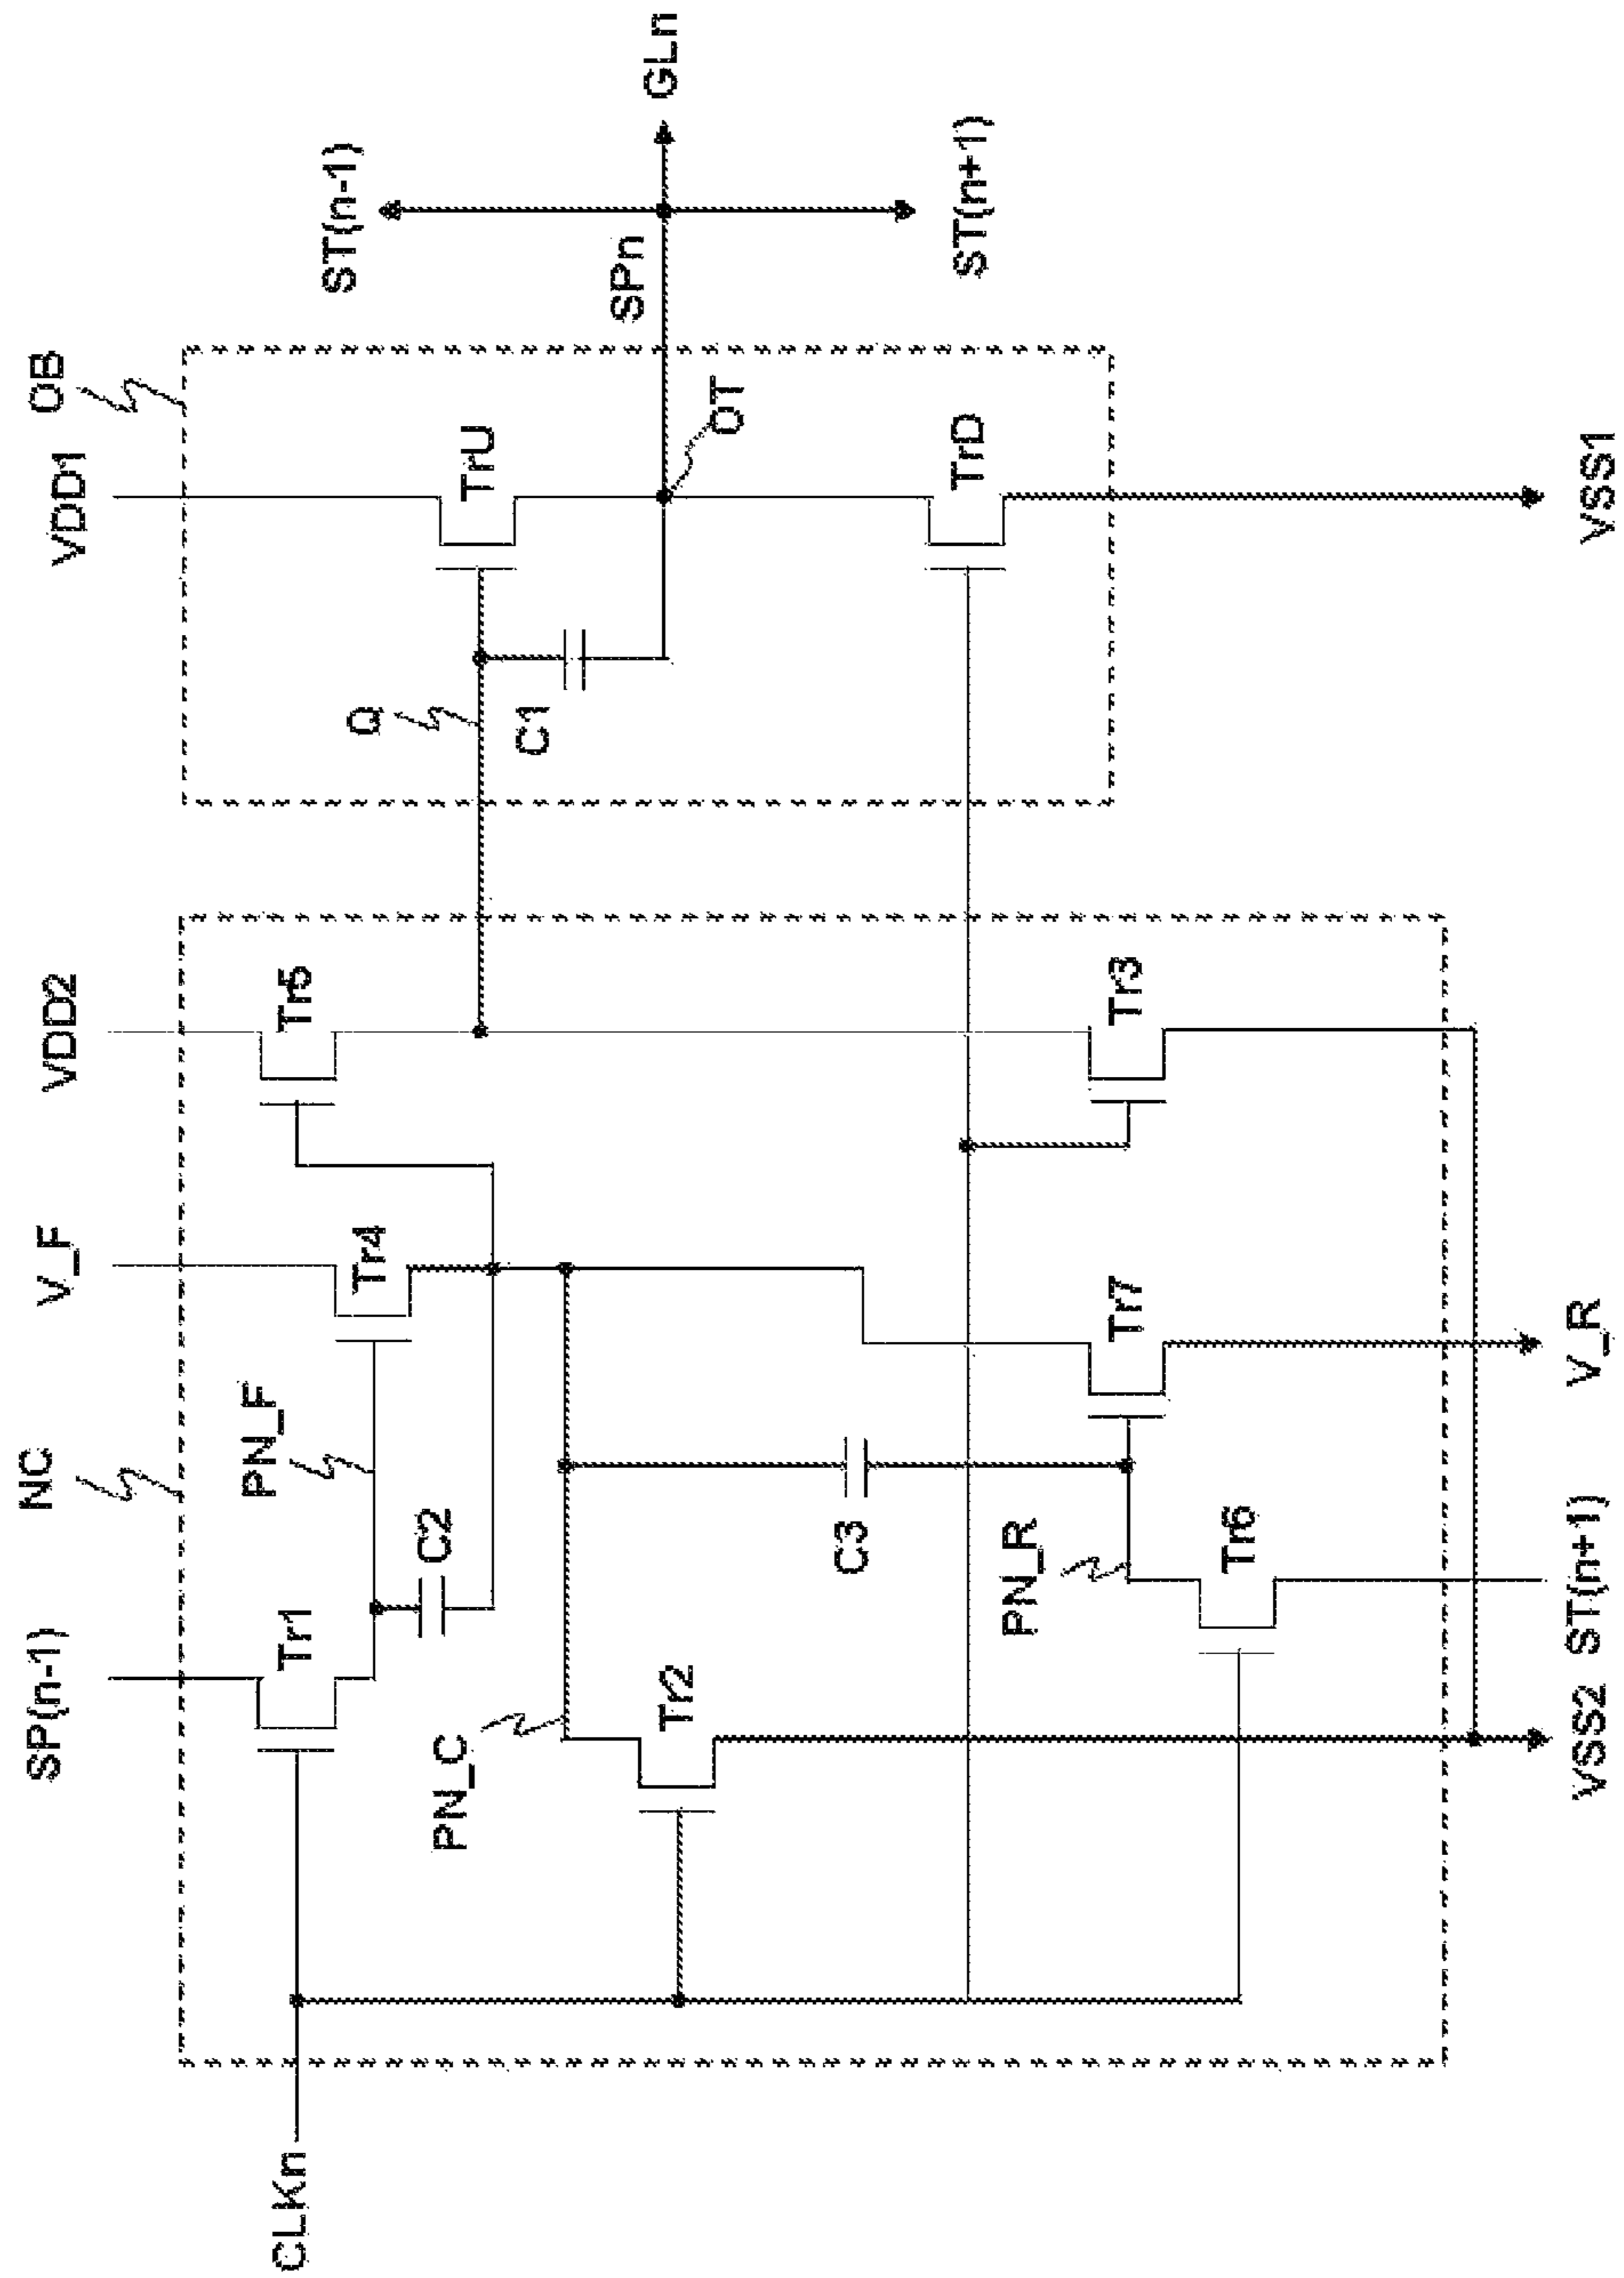 SP(n-1)
NC
V_F
VDD2
VDD1
OB
CLKn
Tr1
PN_F
Tr4
Tr5
C2
PN_C
Tr2
C3
PN_R
Tr6
Tr7
Tr3
Q
C1
TrU
OT
TrD
SPn
ST(n-1)
GLn
ST(n+1)
VSS2
ST(n+1)
V_R
VSS1